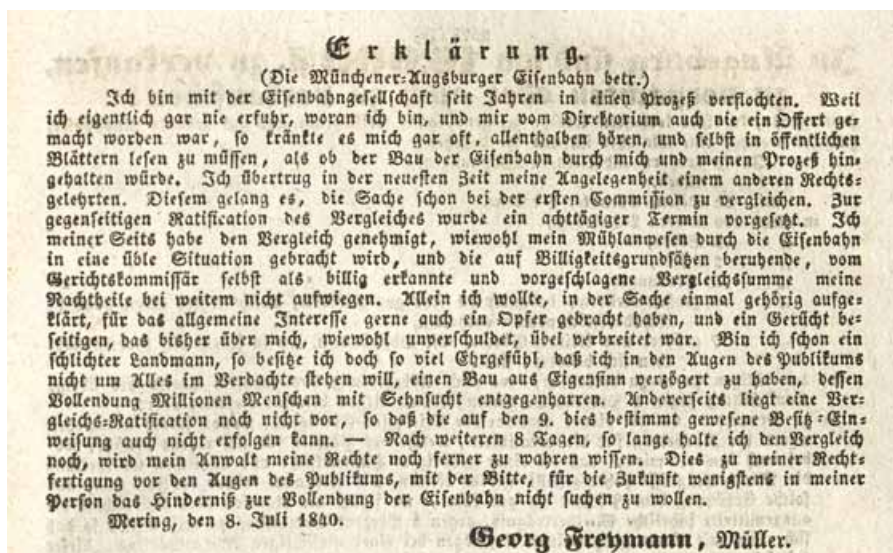 Erklärung.
(Die Münchener-Augsburger Eisenbahn betr.)
Ich bin mit der Eisenbahngesellschaft seit Jahren in einen Prozeß verflochten. Weil
ich eigentlich gar nie erfuhr, woran ich bin, und mir vom Direktorium auch nie ein Offert ge-
macht worden war, so kränkte es mich gar oft, allenthalben hören, und selbst in öffentlichen
Blättern lesen zu müssen, als ob der Bau der Eisenbahn durch mich und meinen Prozeß hin-
gehalten würde. Ich übertrug in der neuesten Zeit meine Angelegenheit einem anderen Rechts-
gelehrten. Diesem gelang es, die Sache schon bei der ersten Commission zu vergleichen. Zur
gegenseitigen Ratification des Vergleiches wurde ein achttägiger Termin vorgesetzt. Ich
meiner Seits habe den Vergleich genehmigt, wiewohl mein Mühlanwesen durch die Eisenbahn
in eine üble Situation gebracht wird, und die auf Billigkeitsgrundsätzen beruhende, vom
Gerichtskommissär selbst als billig erkannte und vorgeschlagene Vergleichssumme meine
Nachtheile bei weitem nicht aufwiegen. Allein ich wollte, in der Sache einmal gehörig aufge-
klärt, für das allgemeine Interesse gerne auch ein Opfer gebracht haben, und ein Gerücht be-
seitigen, das bisher über mich, wiewohl unverschuldet, übel verbreitet war. Bin ich schon ein
schlichter Landmann, so besitze ich doch so viel Ehrgefühl, daß ich in den Augen des Publikums
nicht um Alles im Verdachte stehen will, einen Bau aus Eigensinn verzögert zu haben, dessen
Vollendung Millionen Menschen mit Sehnsucht entgegenharren. Andererseits liegt eine Ver-
gleichs-Ratification noch nicht vor, so daß die auf den 9. dies bestimmt gewesene Besitz-Ein-
weisung auch nicht erfolgen kann. — Nach weiteren 8 Tagen, so lange halte ich den Vergleich
noch, wird mein Anwalt meine Rechte noch ferner zu wahren wissen. Dies zu meiner Recht-
fertigung vor den Augen des Publikums, mit der Bitte, für die Zukunft wenigstens in meiner
Person das Hinderniß zur Vollendung der Eisenbahn nicht suchen zu wollen.
Mering, den 8. Juli 1840.
Georg Freymann, Müller.